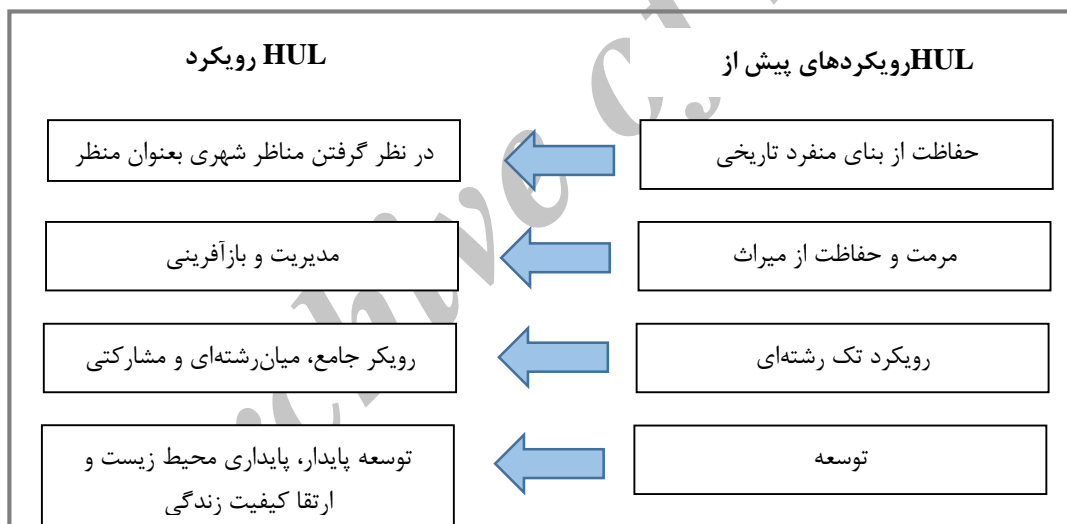 رویکردهای پیش از HUL
رویکرد HUL
حفاظت از بنای منفرد تاریخی
در نظر گرفتن مناظر شهری بعنوان منظر
مرمت و حفاظت از میراث
مدیریت و بازآفرینی
رویکرد تک رشته‌ای
رویکر جامع، میان‌رشته‌ای و مشارکتی
توسعه
توسعه پایدار، پایداری محیط زیست و
ارتقا کیفیت زندگی